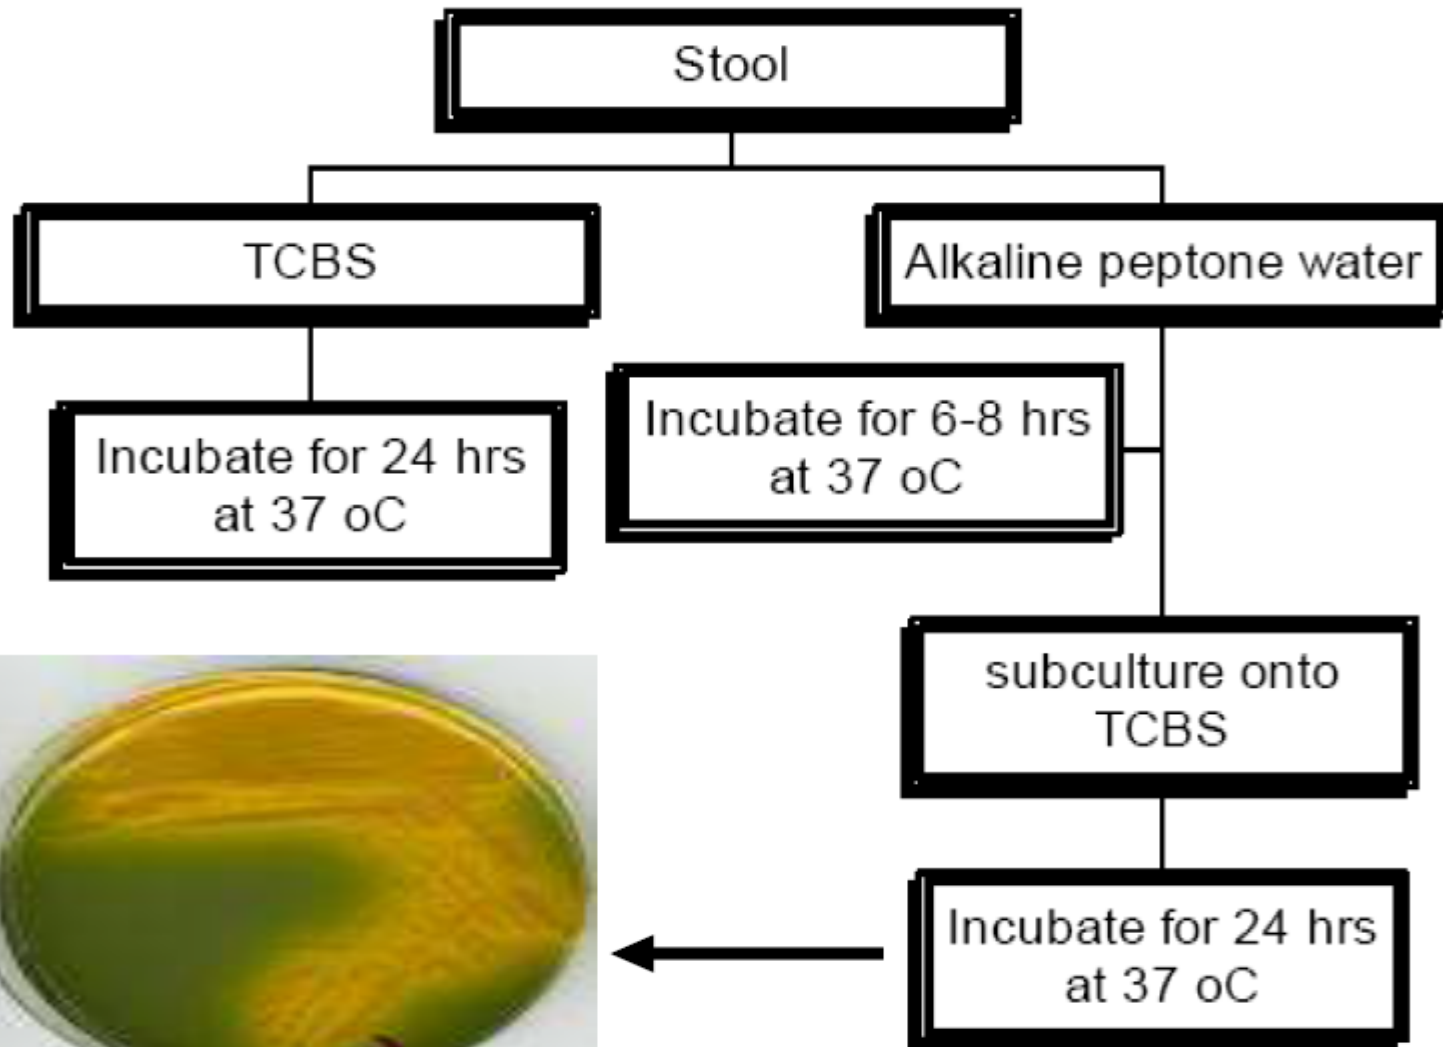 Stool
TCBS
Alkaline peptone water
Incubate for 24 hrs
at 37 oC
Incubate for 6-8 hrs
at 37 oC
subculture onto
TCBS
Incubate for 24 hrs
at 37 oC